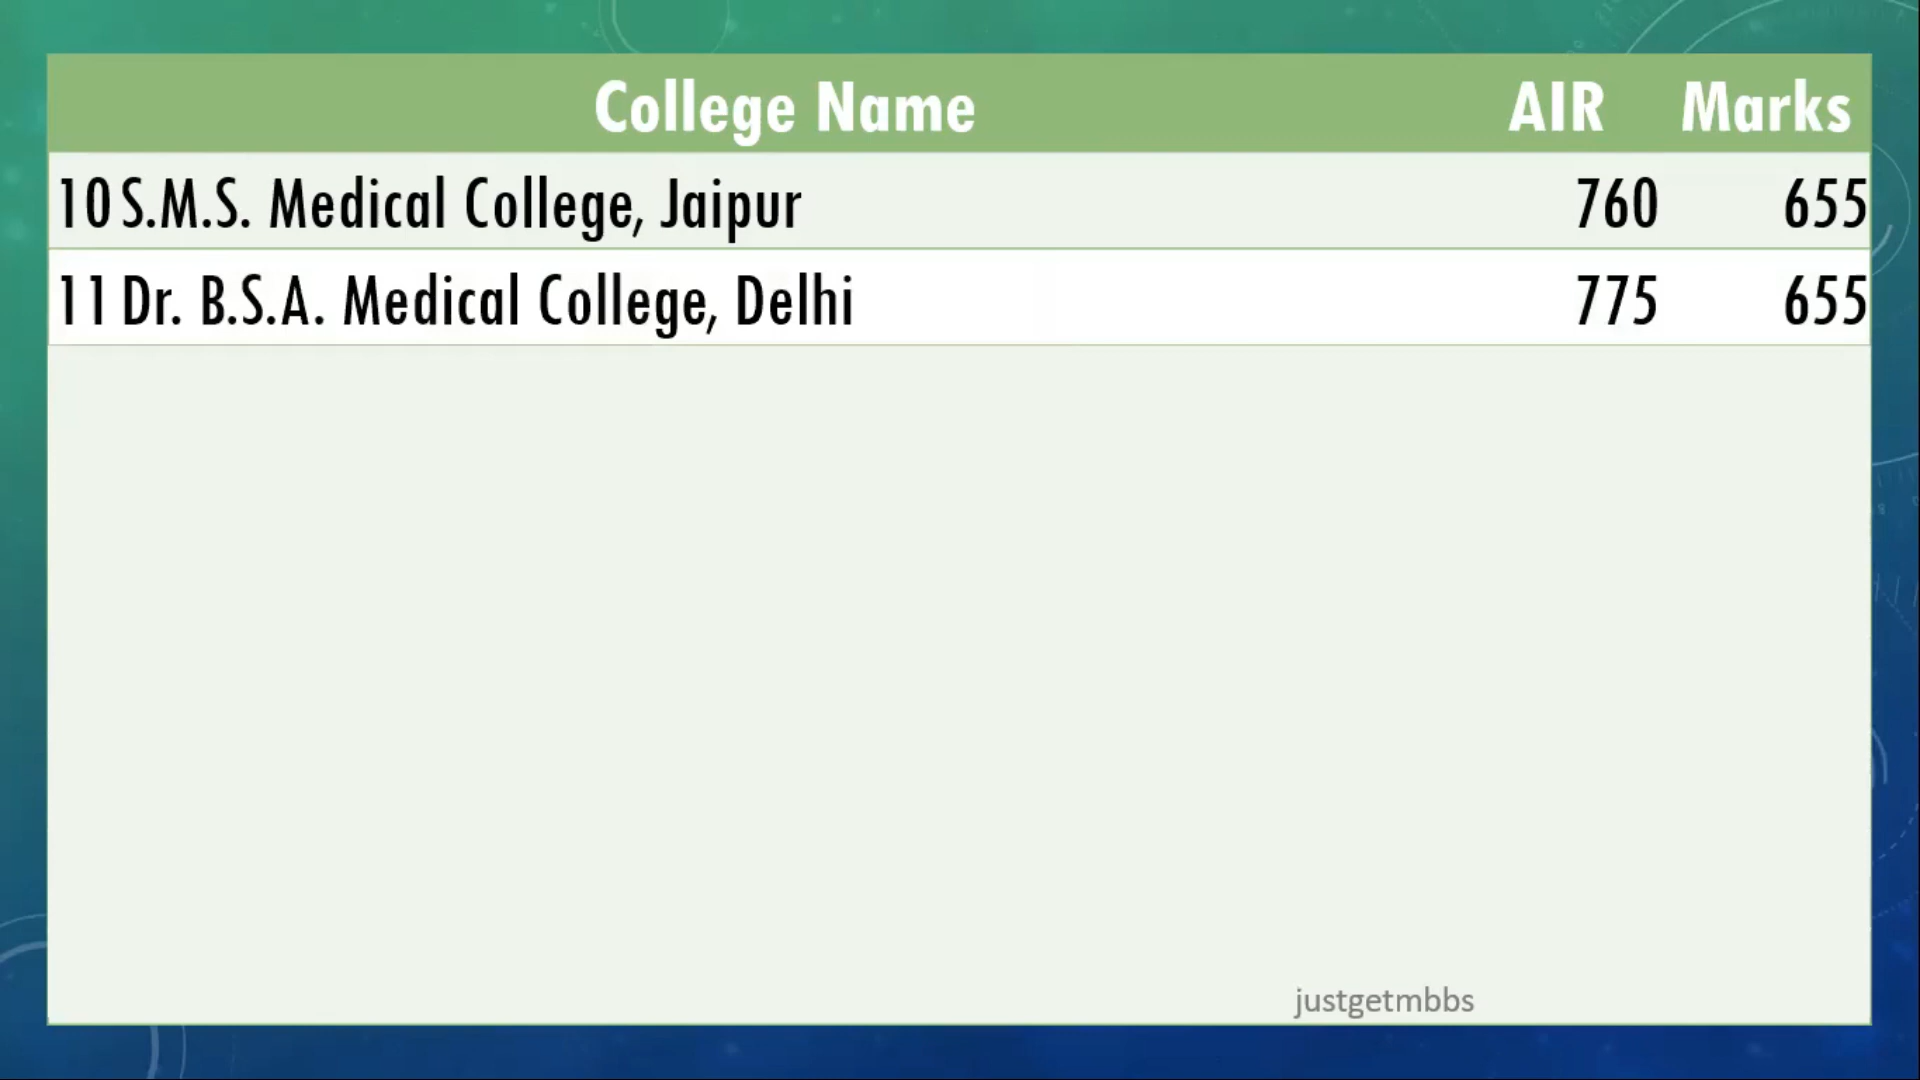 College Name AIR Marks
10 S.M.S. Medical College, Jaipur 760 655
11 Dr. B.S.A. Medical College, Delhi 775 655
justgetmbbs